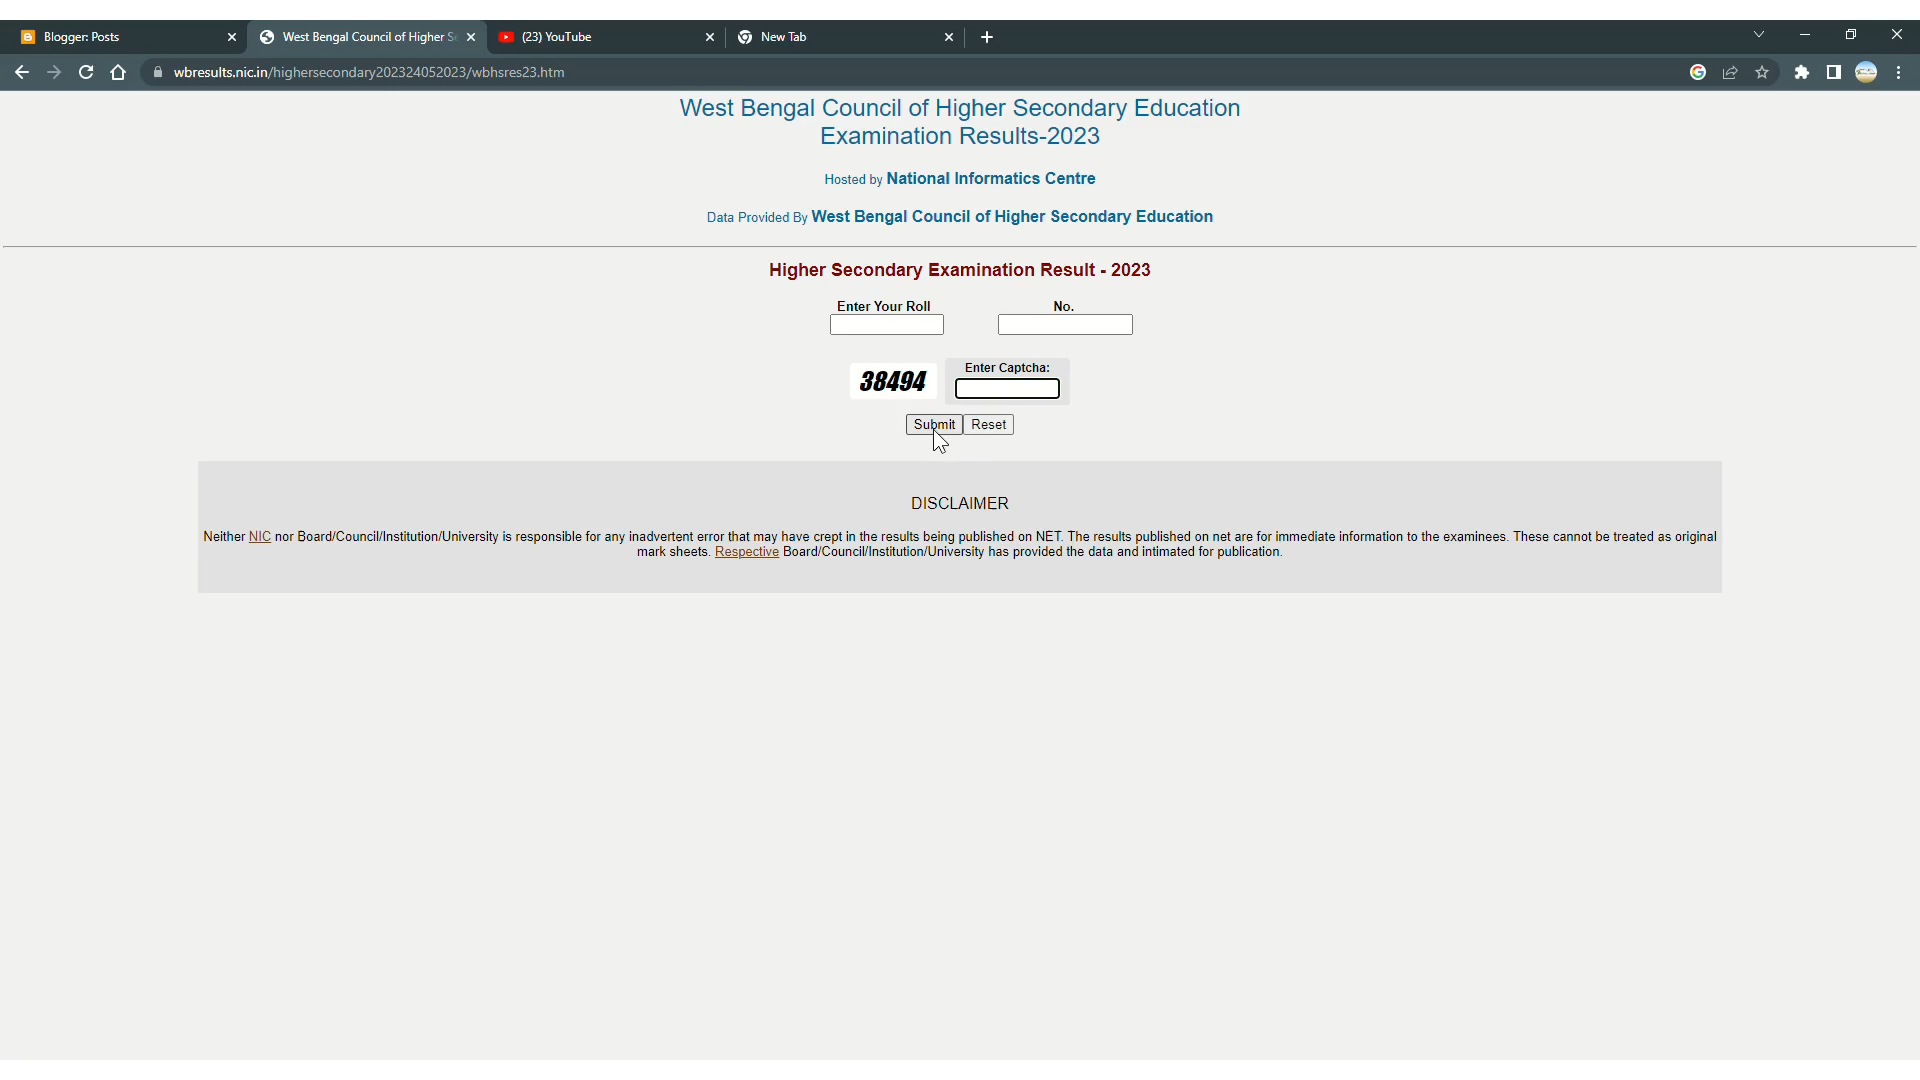 Blogger: Posts
West Bengal Council of Higher S
(23) YouTube
New Tab
wbresults.nic.in/highersecondary202324052023/wbhsres23.htm
West Bengal Council of Higher Secondary Education
Examination Results-2023
Hosted by National Informatics Centre
Data Provided By West Bengal Council of Higher Secondary Education
Higher Secondary Examination Result - 2023
Enter Your Roll No.
38494 Enter Captcha:
Submit Reset
DISCLAIMER
Neither NIC nor Board/Council/Institution/University is responsible for any inadvertent error that may have crept in the results being published on NET. The results published on net are for immediate information to the examinees. These cannot be treated as original
mark sheets. Respective Board/Council/Institution/University has provided the data and intimated for publication.